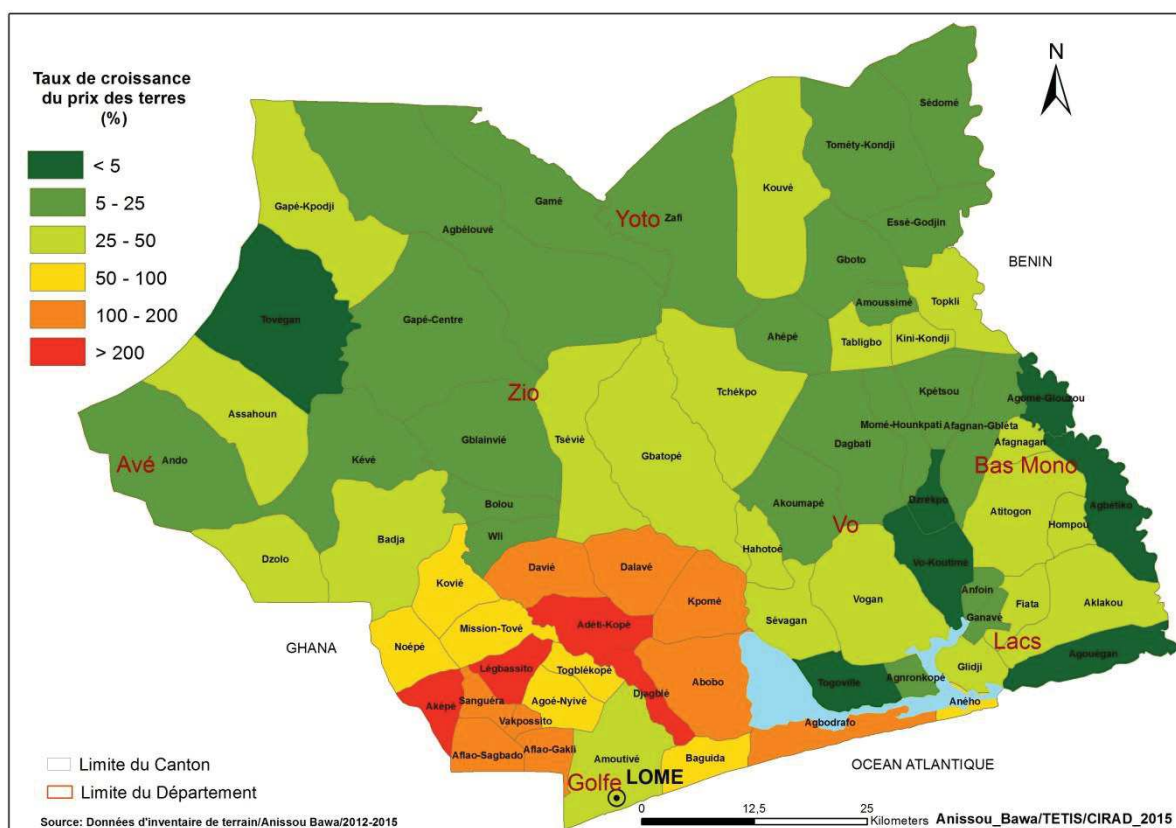 Taux de croissance
du prix des terres
(%)
< 5
5 - 25
25 - 50
50 - 100
100 - 200
> 200
N
Sédomé
Tométy-Kondji
Kouvé
Gapé-Kpodji
Gamé
Yoto
Zafi
Agbélouvé
Essé-Godjin
Gboto
BENIN
Amoussimé
Topkli
Tovégan
Gapé-Centre
Ahépé
Tabligbo
Kini-Kondji
Zio
Tchékpo
Kpétsou
Agomé-Glouzou
Assahoun
Momé-Hounkpati
Afagnan-Gbléta
Tsévié
Gblainvié
Dagbati
Afagnagan
Gbatopé
Avé
Ando
Kévé
Bas Mono
Bolou
Akoumapé
Dzrekpo
Agbétiko
Vo
Atitogon
Hompou
Wli
Badja
Dzolo
Hahotoé
Vo-Koutimé
Davié
Dalavé
Kovié
Anfoin
Vogan
Kpomé
Fiata
Aklakou
Sévagan
Ganavé
Adéti-Kopé
Mission-Tové
GHANA
Noépé
Lacs
Agouégan
Légbassito
Togblékopé
Glidji
Togoville
Agnronkopé
Djagblé
Abobo
Aképé
Sanguéra
Agoé-Nyivé
Aného
Vakpossito
Agbodrafo
Aflao-Sagbado
Aflao-Gakli
Amoutivé
Baguida
OCEAN ATLANTIQUE
Limite du Canton
Golfe
LOME
Limite du Département
0 12,5 25
Kilometers
Source: Données d'inventaire de terrain/Anissou Bawa/2012-2015
Anissou_Bawa/TETIS/CIRAD_2015